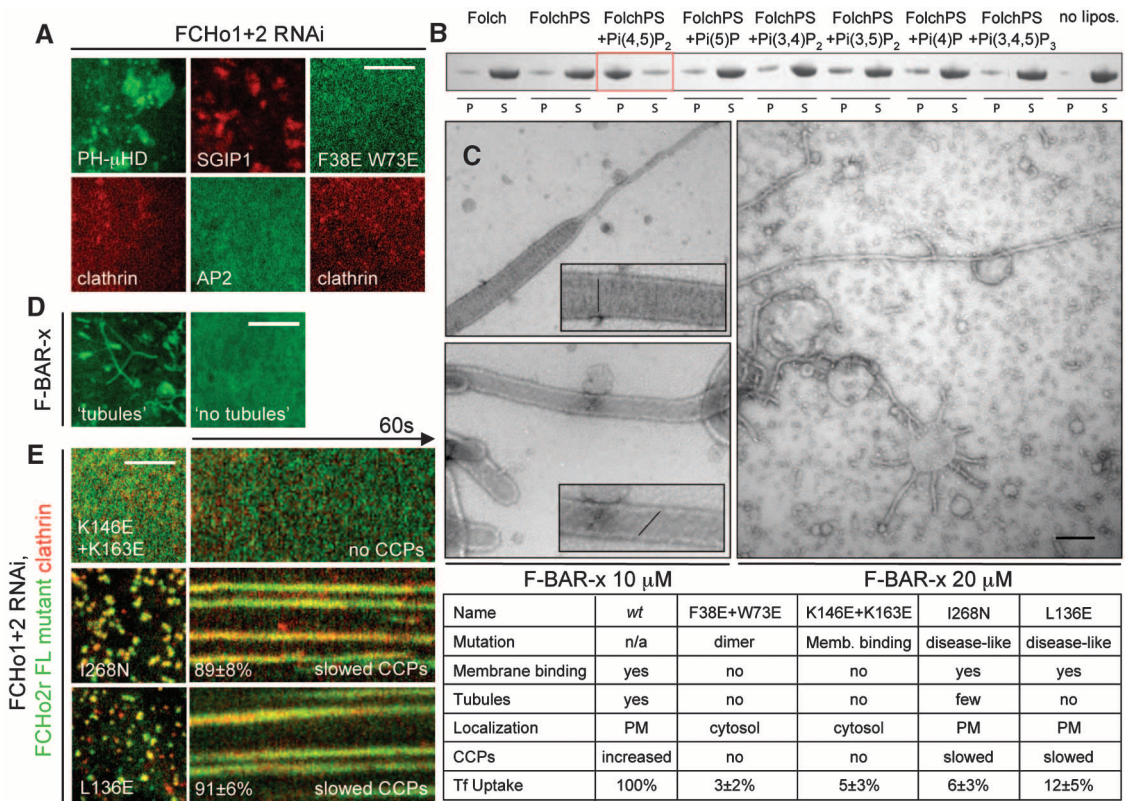 A
FCHo1+2 RNAi
PH-μHD
SGIP1
F38E W73E
clathrin
AP2
clathrin
B
Folch
FolchPS
FolchPS +Pi(4,5)P2
FolchPS +Pi(5)P
FolchPS +Pi(3,4)P2
FolchPS +Pi(3,5)P2
FolchPS +Pi(4)P
FolchPS +Pi(3,4,5)P3
no lipos.
P S P S P S P S P S P S P S P S P S
C
F-BAR-x 10 μM
F-BAR-x 20 μM
D
F-BAR-x
'tubules'
'no tubules'
60s
E
FCHo1+2 RNAi,
FCHo2r FL mutant clathrin
K146E
+K163E
no CCPs
I268N
89±8%
slowed CCPs
L136E
91±6%
slowed CCPs
Name wt F38E+W73E K146E+K163E I268N L136E
Mutation n/a dimer Memb. binding disease-like disease-like
Membrane binding yes no no yes yes
Tubules yes no no few no
Localization PM cytosol cytosol PM PM
CCPs increased no no slowed slowed
Tf Uptake 100% 3±2% 5±3% 6±3% 12±5%